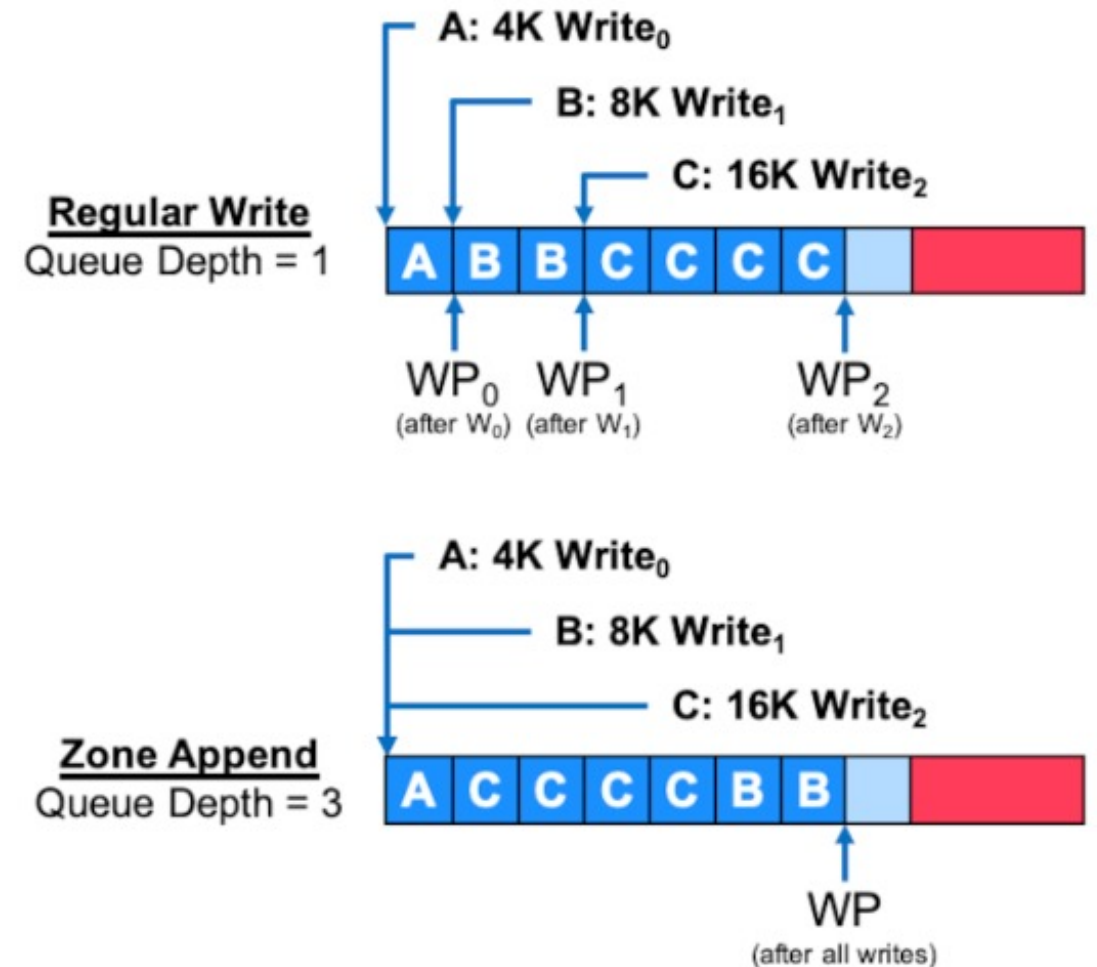 A: 4K Write₀
B: 8K Write₁
C: 16K Write₂
Regular Write
Queue Depth = 1
A B B C C C C
WP₀ WP₁ WP₂
(after W₀) (after W₁) (after W₂)
A: 4K Write₀
B: 8K Write₁
C: 16K Write₂
Zone Append
Queue Depth = 3
A C C C C B B
WP
(after all writes)